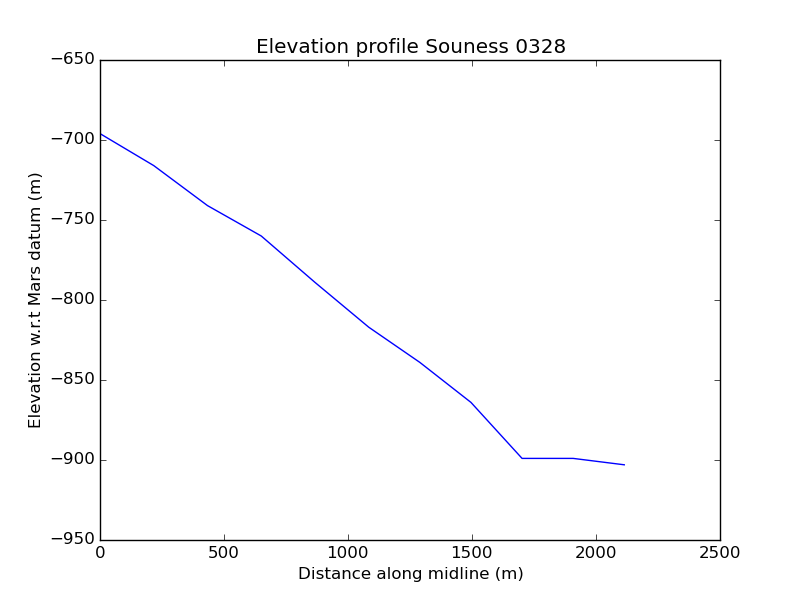 Elevation profile Souness 0328
−650
−700
−750
−800
−850
−900
−950
Elevation w.r.t Mars datum (m)
0 500 1000 1500 2000 2500
Distance along midline (m)